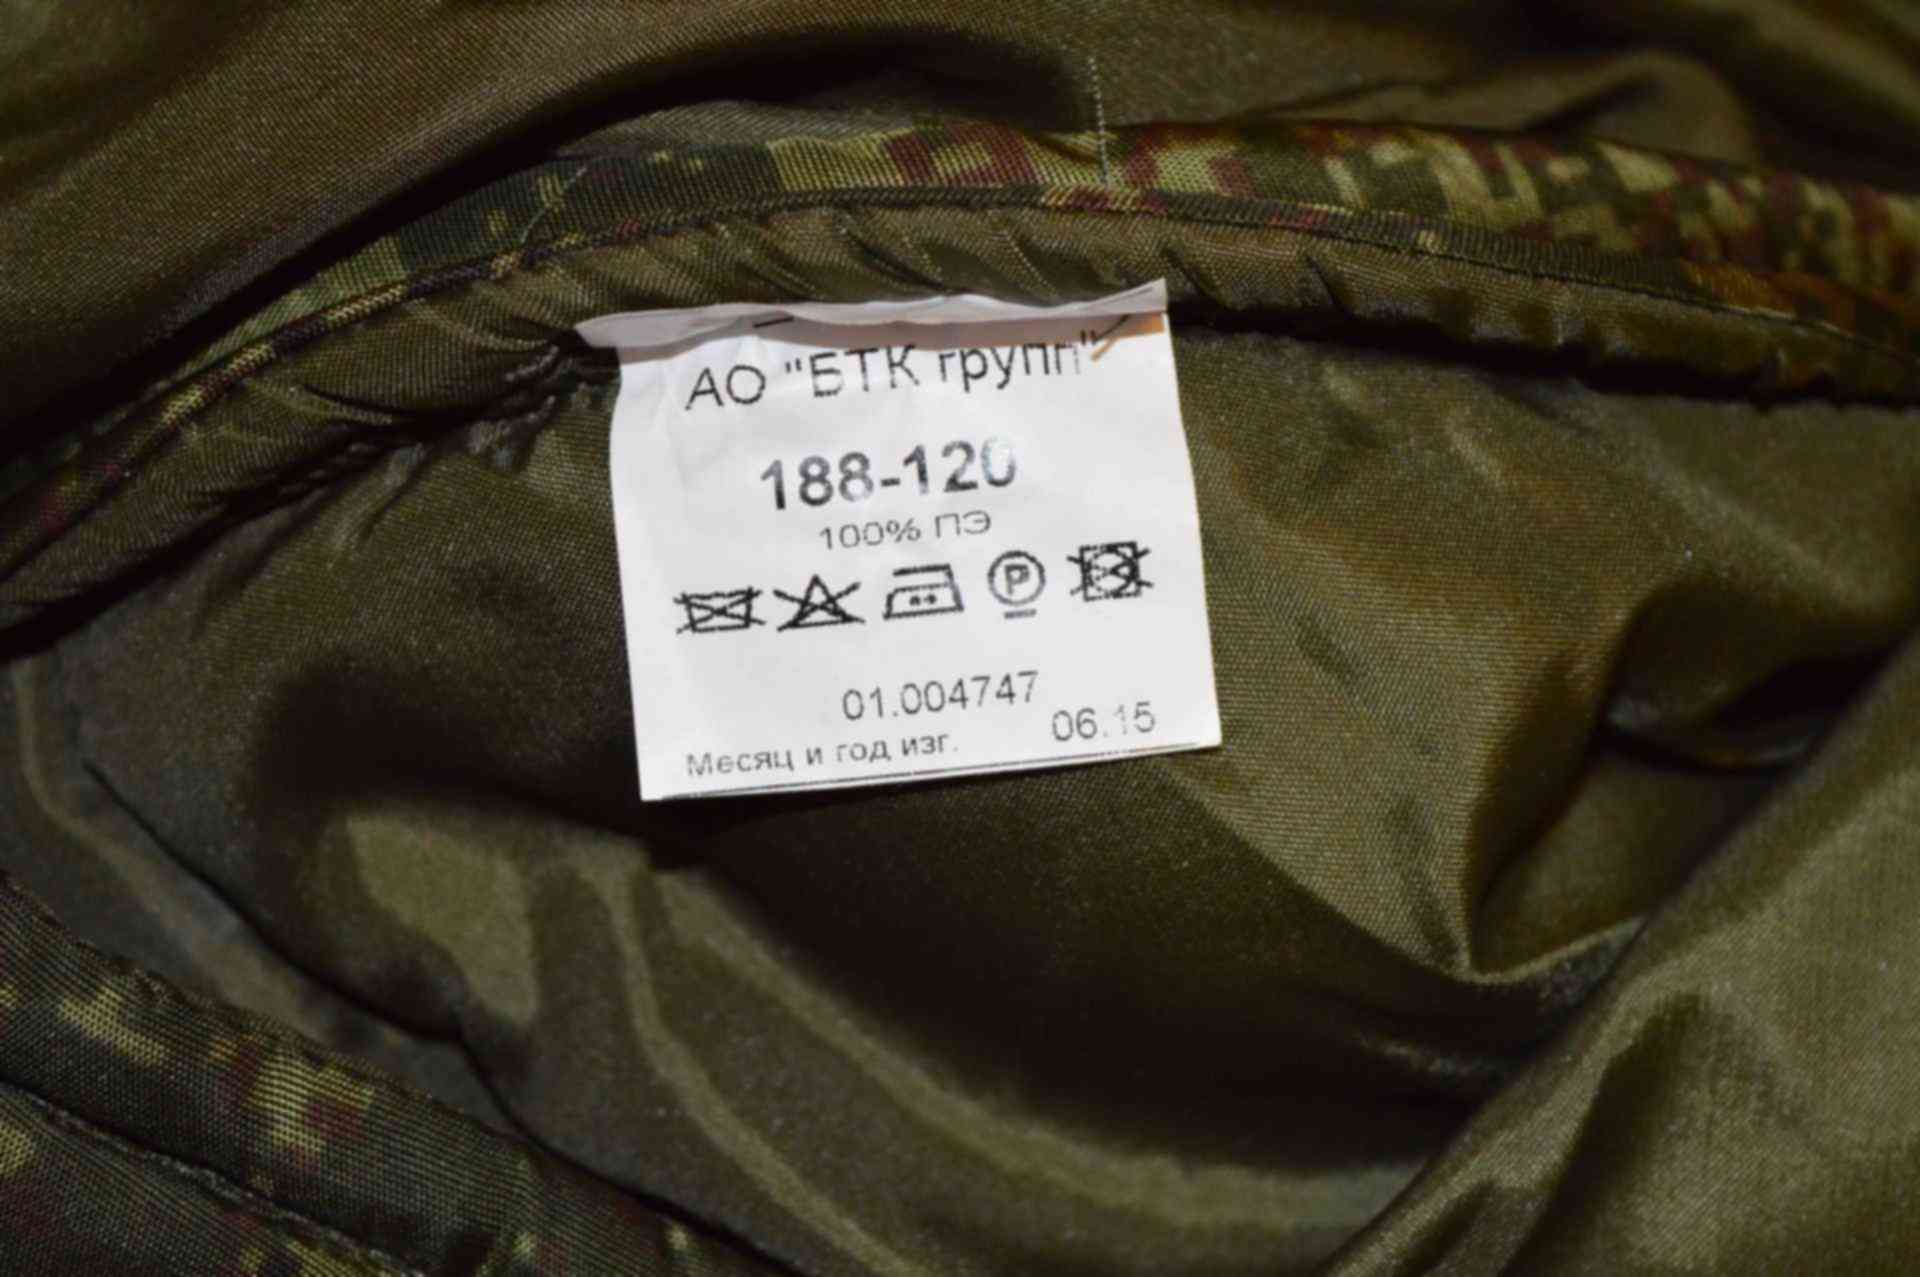 АО "БТК групп"
188-120
100% ПЭ
P
01.004747
Месяц и год изг. 06.15